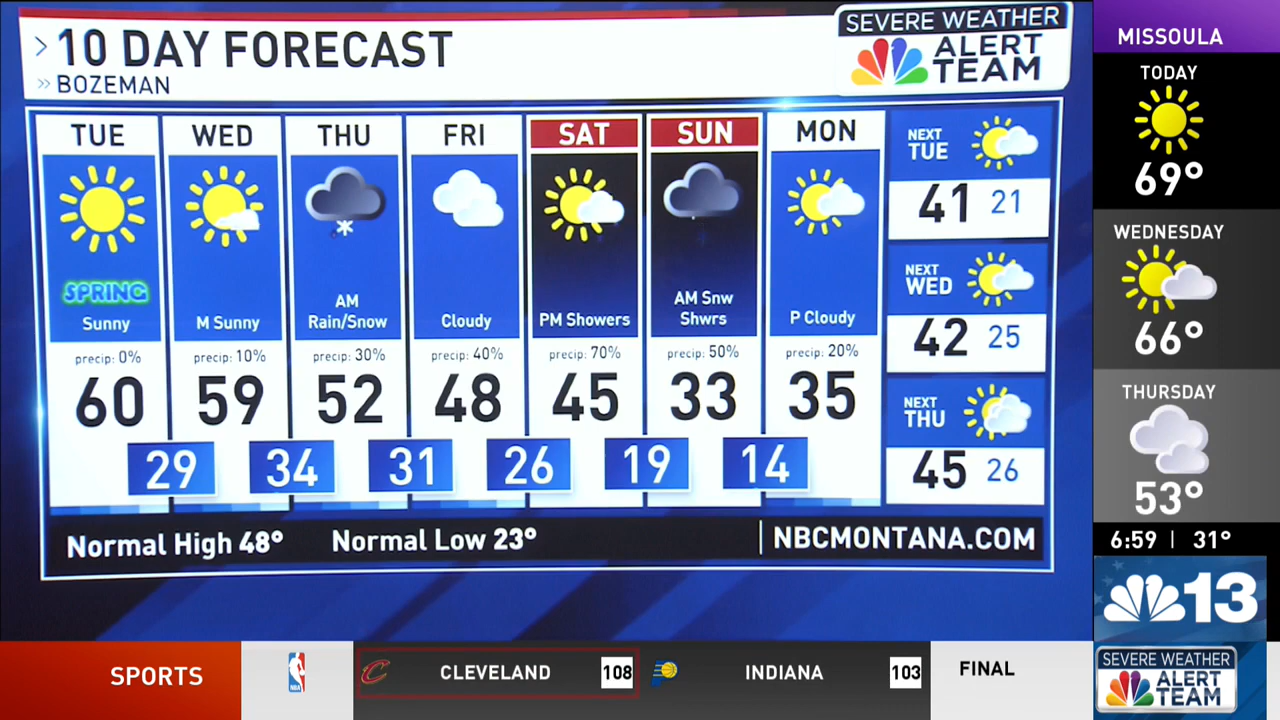 > 10 DAY FORECAST
» BOZEMAN
SEVERE WEATHER
ALERT
TEAM
TUE
SPRING
Sunny
precip: 0%
60
WED
M Sunny
precip: 10%
59
THU
AM
Rain/Snow
precip: 30%
52
FRI
Cloudy
precip: 40%
48
SAT
PM Showers
precip: 70%
45
SUN
AM Snw
Shwrs
precip: 50%
33
MON
P Cloudy
precip: 20%
35
29
34
31
26
19
14
NEXT
TUE
41 21
NEXT
WED
42 25
NEXT
THU
45 26
Normal High 48° Normal Low 23°
NBCMONTANA.COM
MISSOULA
TODAY
69°
WEDNESDAY
66°
THURSDAY
53°
6:59 | 31°
13
SEVERE WEATHER
ALERT
TEAM
SPORTS
NBA
C
CLEVELAND 108
INDIANA 103
FINAL